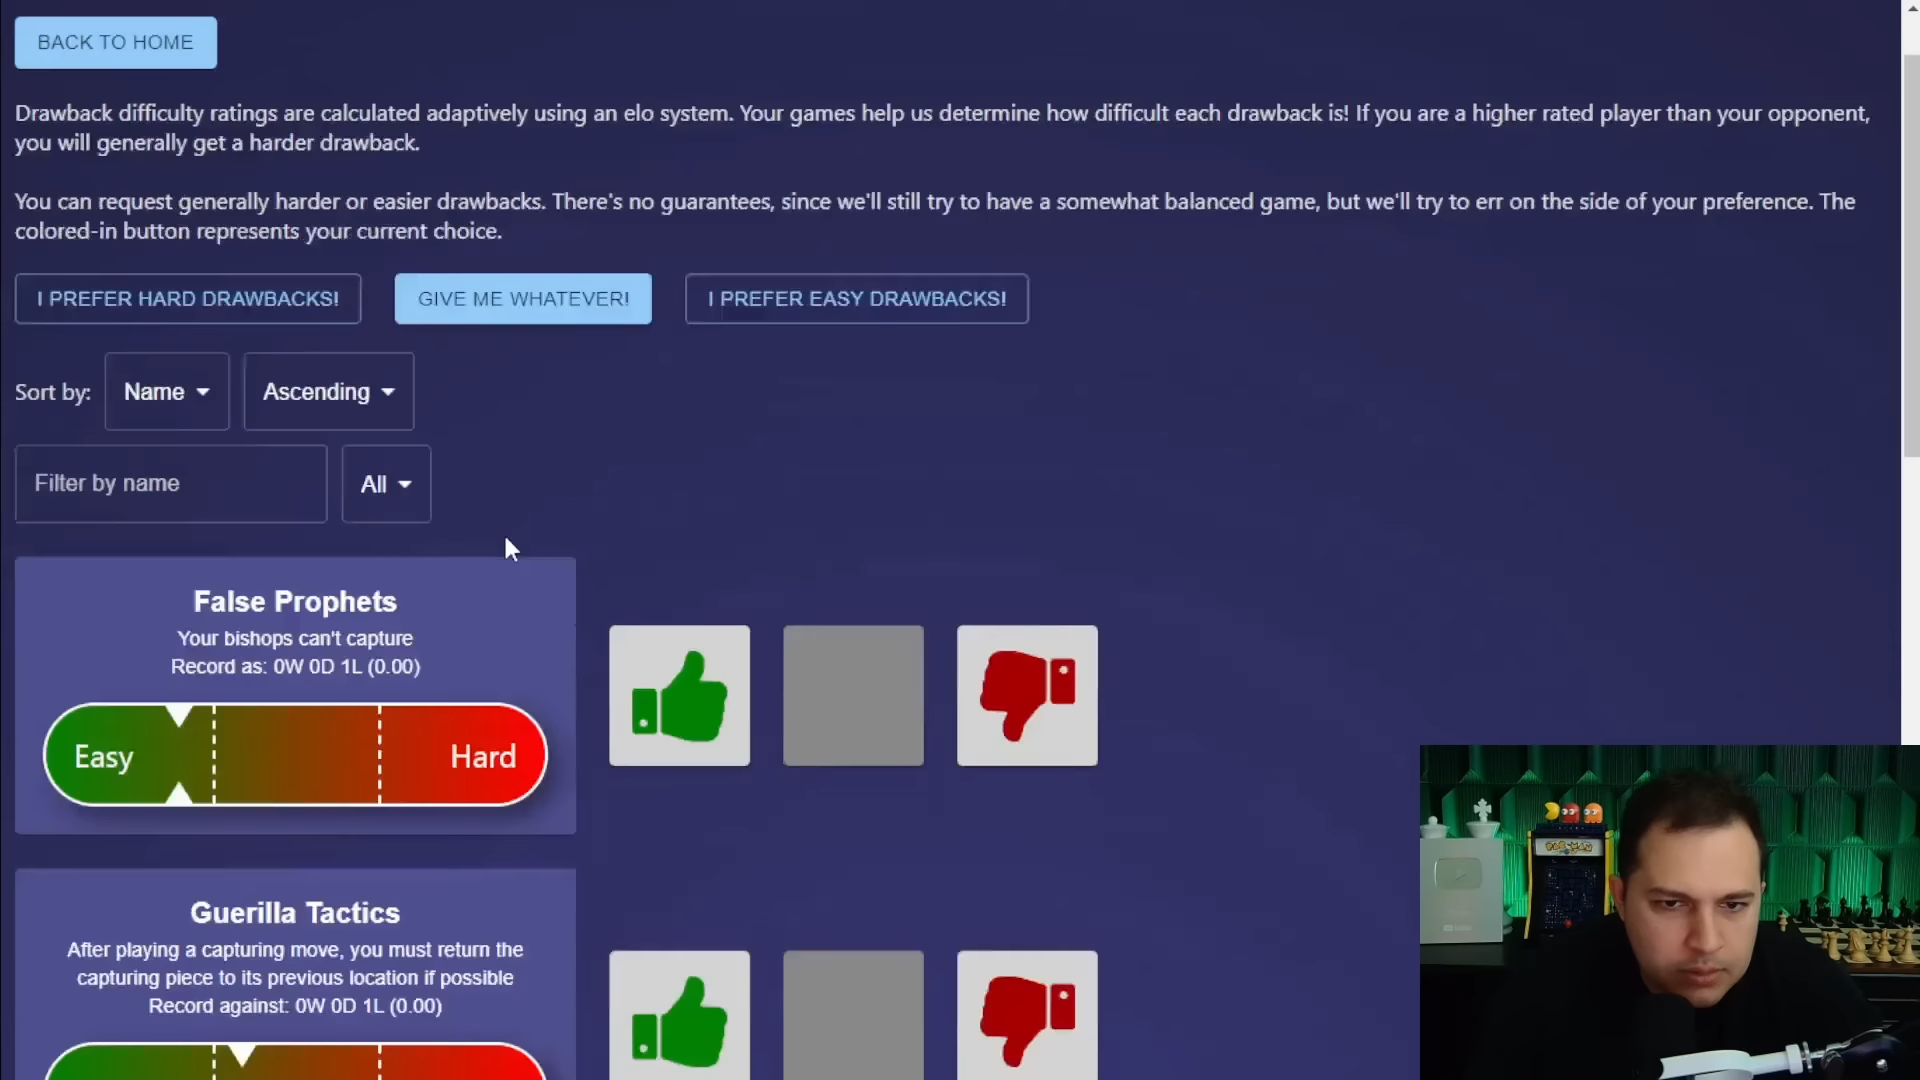 BACK TO HOME
Drawback difficulty ratings are calculated adaptively using an elo system. Your games help us determine how difficult each drawback is! If you are a higher rated player than your opponent,
you will generally get a harder drawback.
You can request generally harder or easier drawbacks. There's no guarantees, since we'll still try to have a somewhat balanced game, but we'll try to err on the side of your preference. The
colored-in button represents your current choice.
I PREFER HARD DRAWBACKS!
GIVE ME WHATEVER!
I PREFER EASY DRAWBACKS!
Sort by: Name Ascending
Filter by name All
False Prophets
Your bishops can't capture
Record as: 0W 0D 1L (0.00)
Easy Hard
Guerilla Tactics
After playing a capturing move, you must return the
capturing piece to its previous location if possible
Record against: 0W 0D 1L (0.00)
PAC-MAN